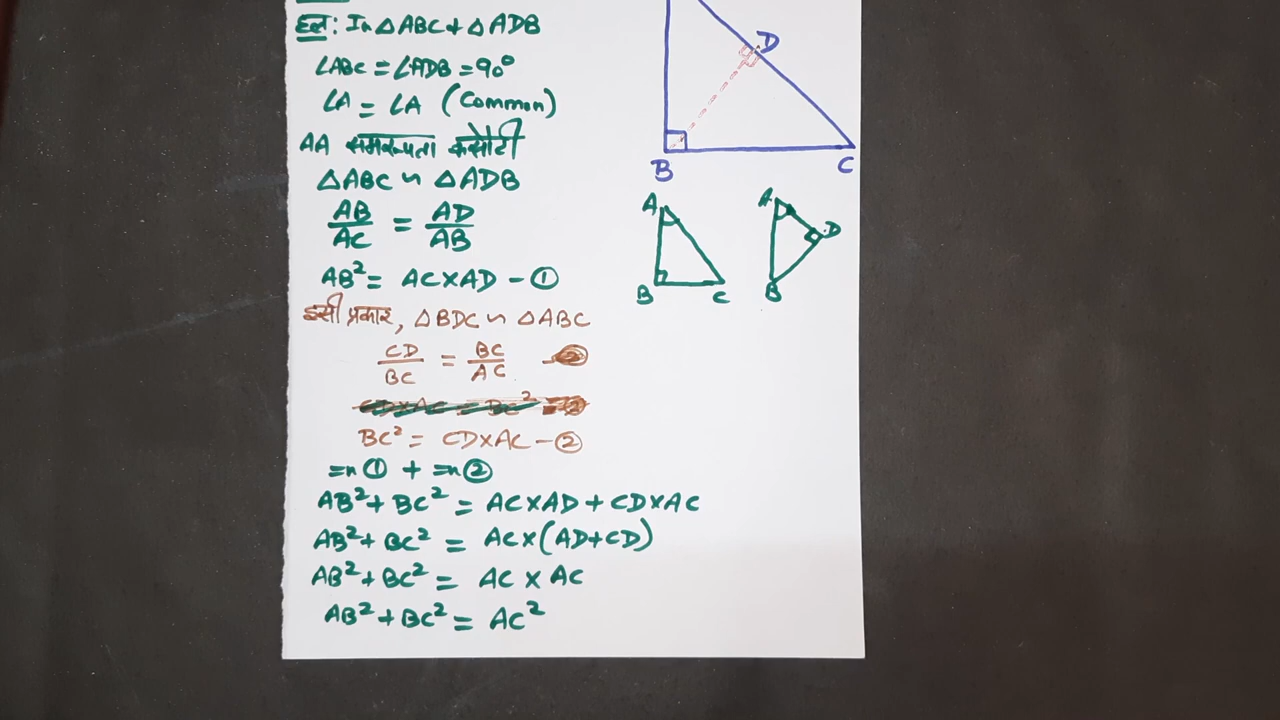 हल: In △ABC & △ADB
∠ABC = ∠ADB = 90°
∠A = ∠A (Common)
AA समरूपता कसौटी
△ABC ∽ △ADB
AB/AC = AD/AB
AB² = AC×AD – ①
इसी प्रकार, △BDC ∽ △ABC
CD/BC = BC/AC
BC² = CD×AC – ②
=n ① + =n ②
AB² + BC² = AC×AD + CD×AC
AB² + BC² = AC×(AD+CD)
AB² + BC² = AC × AC
AB² + BC² = AC²
D
B C
A
B C
A
D
B